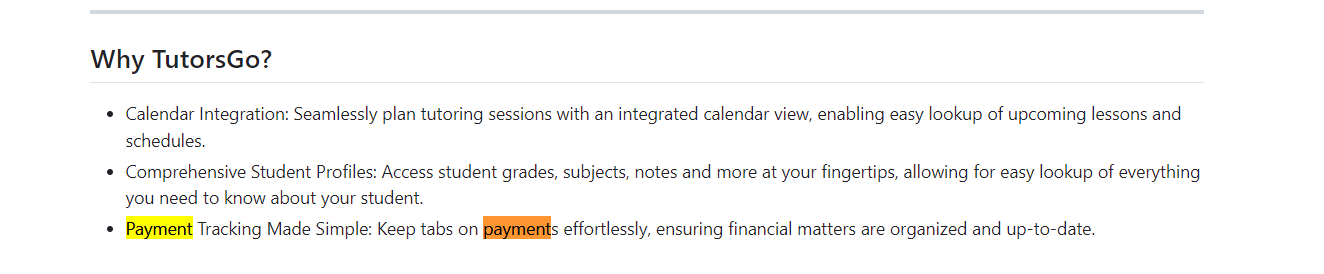 Why TutorsGo?
Calendar Integration: Seamlessly plan tutoring sessions with an integrated calendar view, enabling easy lookup of upcoming lessons and
schedules.
Comprehensive Student Profiles: Access student grades, subjects, notes and more at your fingertips, allowing for easy lookup of everything
you need to know about your student.
Payment Tracking Made Simple: Keep tabs on payments effortlessly, ensuring financial matters are organized and up-to-date.